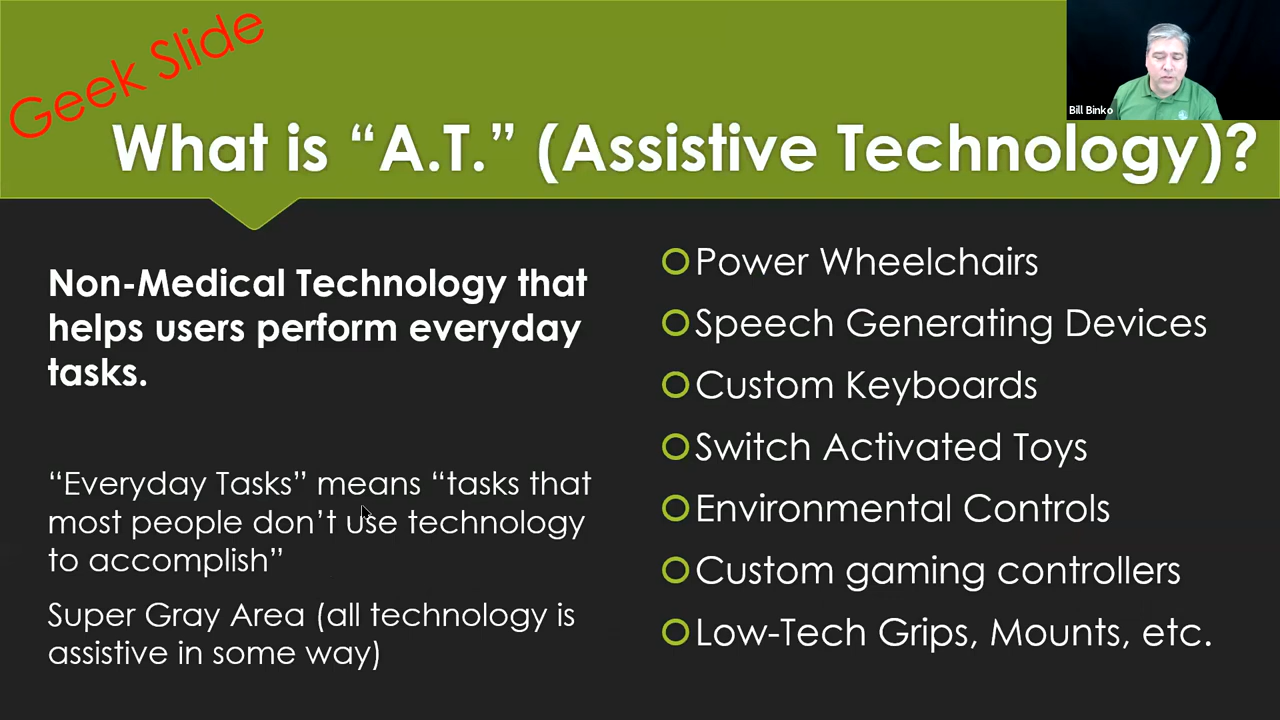 Geek Slide
Bill Binko
What is “A.T.” (Assistive Technology)?
Non-Medical Technology that
helps users perform everyday
tasks.
“Everyday Tasks” means “tasks that
most people don’t use technology
to accomplish”
Super Gray Area (all technology is
assistive in some way)
Power Wheelchairs
Speech Generating Devices
Custom Keyboards
Switch Activated Toys
Environmental Controls
Custom gaming controllers
Low-Tech Grips, Mounts, etc.